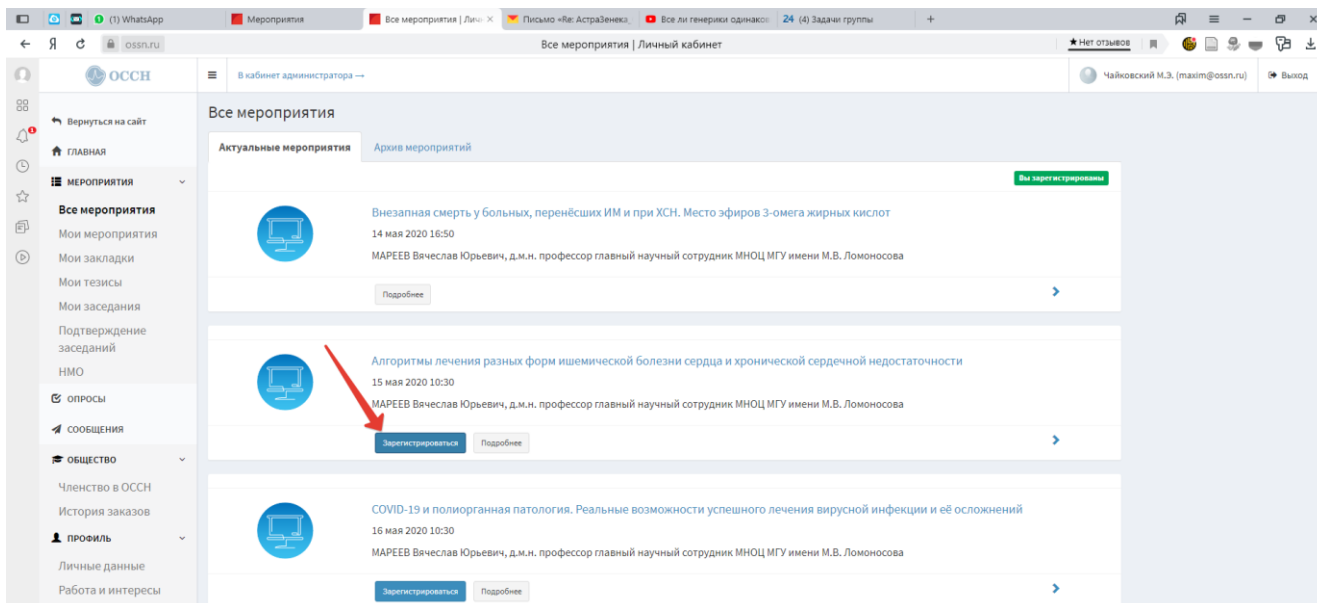 (1) WhatsApp
Мероприятия
Все мероприятия | Лич
Письмо «Re: АстраЗенека_
Все ли генерики одинаков
24 (4) Задачи группы
ossn.ru
Все мероприятия | Личный кабинет
★ Нет отзывов
ОССН
В кабинет администратора →
Чайковский М.Э. (maxim@ossn.ru)
Выход
Вернуться на сайт
ГЛАВНАЯ
МЕРОПРИЯТИЯ
Все мероприятия
Мои мероприятия
Мои закладки
Мои тезисы
Мои заседания
Подтверждение
заседаний
НМО
ОПРОСЫ
СООБЩЕНИЯ
ОБЩЕСТВО
Членство в ОССН
История заказов
ПРОФИЛЬ
Личные данные
Работа и интересы
Все мероприятия
Актуальные мероприятия
Архив мероприятий
Вы зарегистрированы
Внезапная смерть у больных, перенёсших ИМ и при ХСН. Место эфиров 3-омега жирных кислот
14 мая 2020 16:50
МАРЕЕВ Вячеслав Юрьевич, д.м.н. профессор главный научный сотрудник МНОЦ МГУ имени М.В. Ломоносова
Подробнее
Алгоритмы лечения разных форм ишемической болезни сердца и хронической сердечной недостаточности
15 мая 2020 10:30
МАРЕЕВ Вячеслав Юрьевич, д.м.н. профессор главный научный сотрудник МНОЦ МГУ имени М.В. Ломоносова
Зарегистрироваться
Подробнее
COVID-19 и полиорганная патология. Реальные возможности успешного лечения вирусной инфекции и её осложнений
16 мая 2020 10:30
МАРЕЕВ Вячеслав Юрьевич, д.м.н. профессор главный научный сотрудник МНОЦ МГУ имени М.В. Ломоносова
Зарегистрироваться
Подробнее